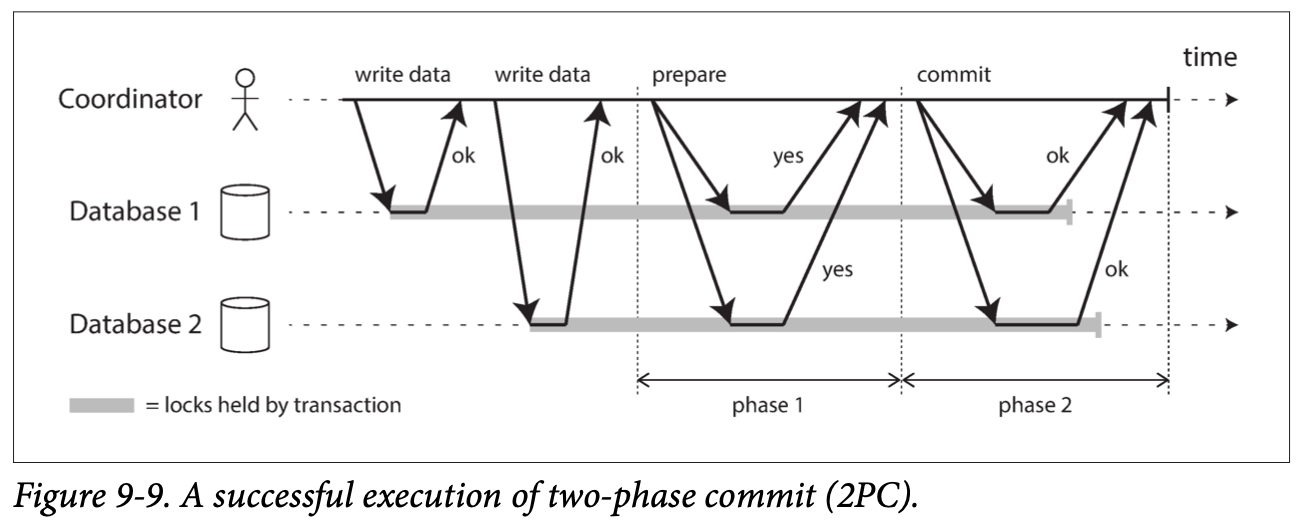 time
write data
write data
prepare
commit
Coordinator
ok
ok
yes
ok
Database 1
yes
ok
Database 2
= locks held by transaction
phase 1
phase 2
Figure 9-9. A successful execution of two-phase commit (2PC).